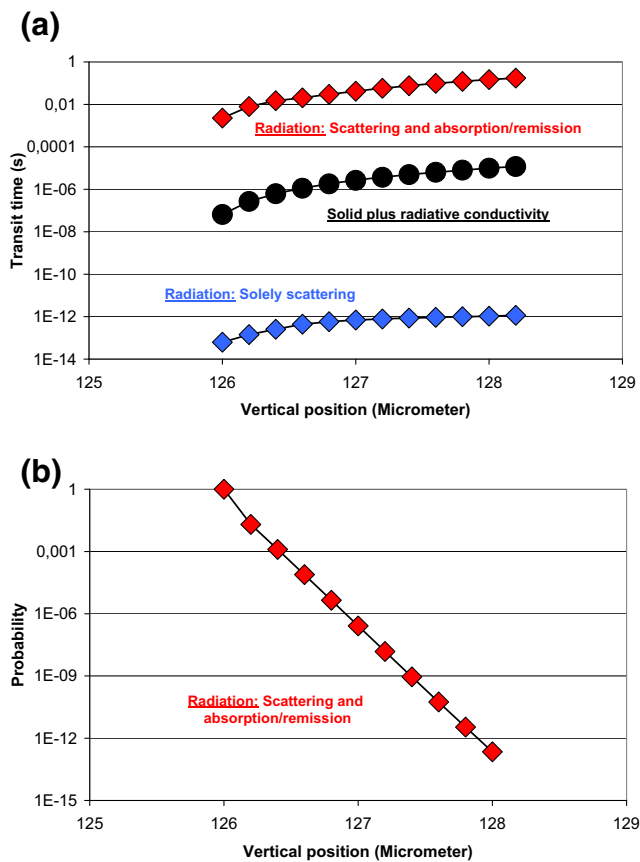 (a)
1
0,01
0,0001
1E-06
1E-08
1E-10
1E-12
1E-14
Transit time (s)
Radiation: Scattering and absorption/remission
Solid plus radiative conductivity
Radiation: Solely scattering
125
126
127
128
129
Vertical position (Micrometer)
(b)
1
0,001
1E-06
1E-09
1E-12
1E-15
Probability
Radiation: Scattering and
absorption/remission
125
126
127
128
129
Vertical position (Micrometer)